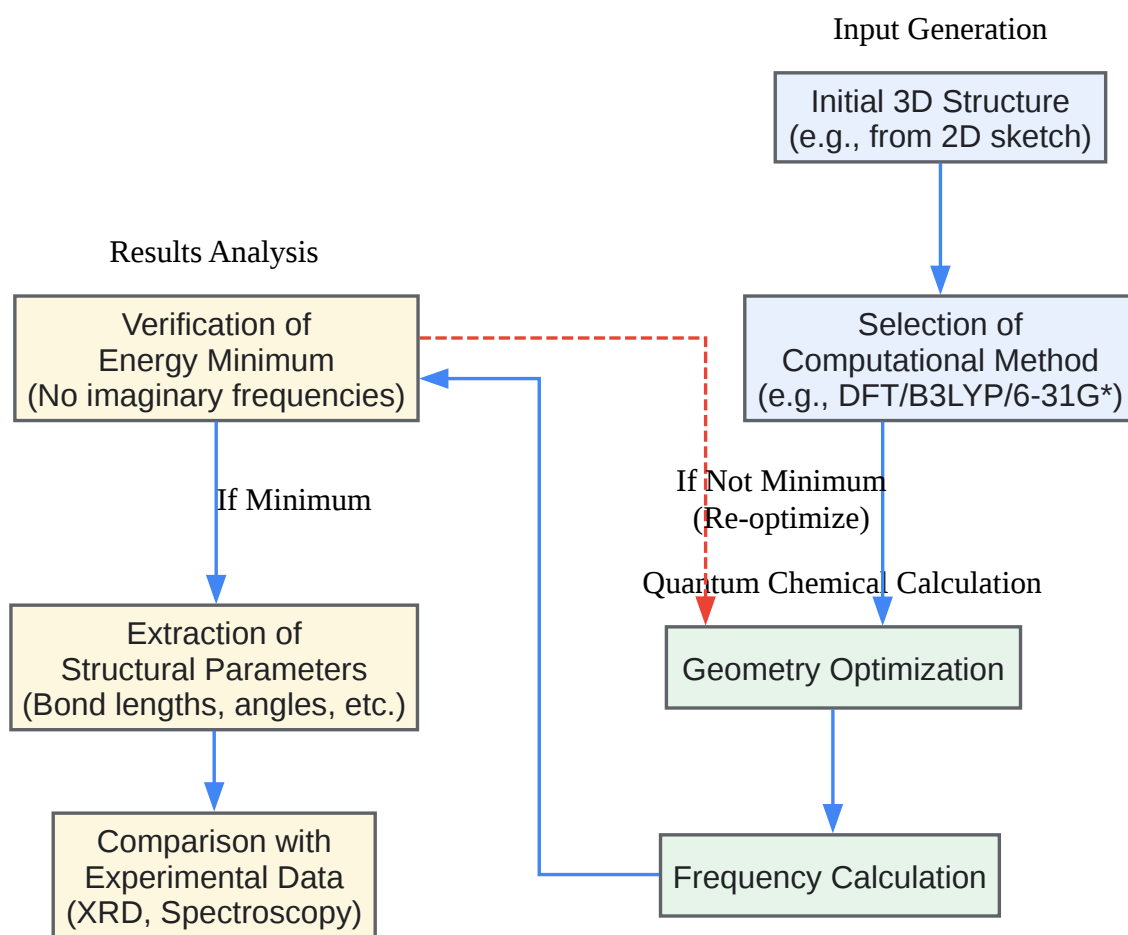 Input Generation
Initial 3D Structure
(e.g., from 2D sketch)
Results Analysis
Verification of
Energy Minimum
(No imaginary frequencies)
Selection of
Computational Method
(e.g., DFT/B3LYP/6-31G*)
If Minimum
If Not Minimum
(Re-optimize)
Quantum Chemical Calculation
Extraction of
Structural Parameters
(Bond lengths, angles, etc.)
Geometry Optimization
Comparison with
Experimental Data
(XRD, Spectroscopy)
Frequency Calculation